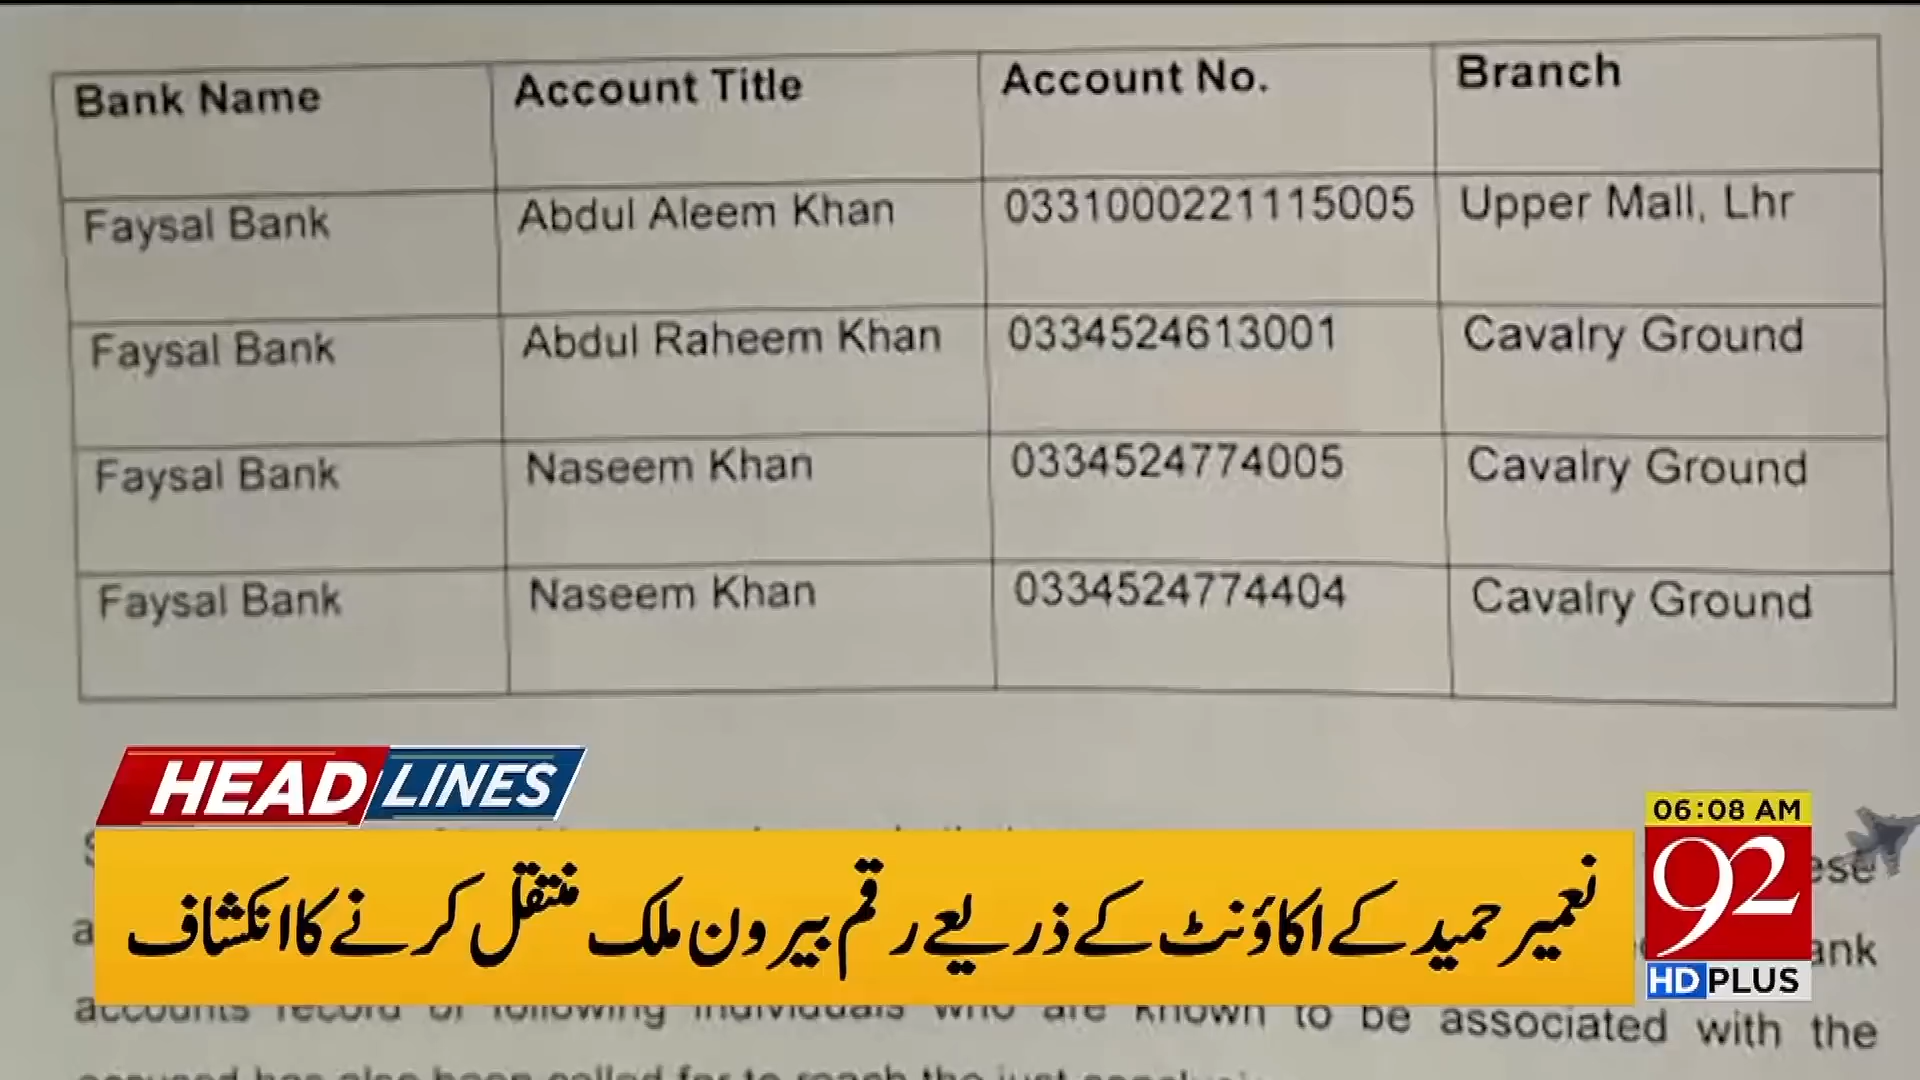 Bank Name Account Title Account No. Branch
Faysal Bank Abdul Aleem Khan 0331000221115005 Upper Mall, Lhr
Faysal Bank Abdul Raheem Khan 0334524613001 Cavalry Ground
Faysal Bank Naseem Khan 0334524774005 Cavalry Ground
Faysal Bank Naseem Khan 0334524774404 Cavalry Ground
HEADLINES
06:08 AM
92
HD PLUS
نعمیر حمید کے اکاؤنٹ کے ذریعے رقم بیرون ملک منتقل کرنے کا انکشاف
accounts record of following individuals who are known to be associated with the